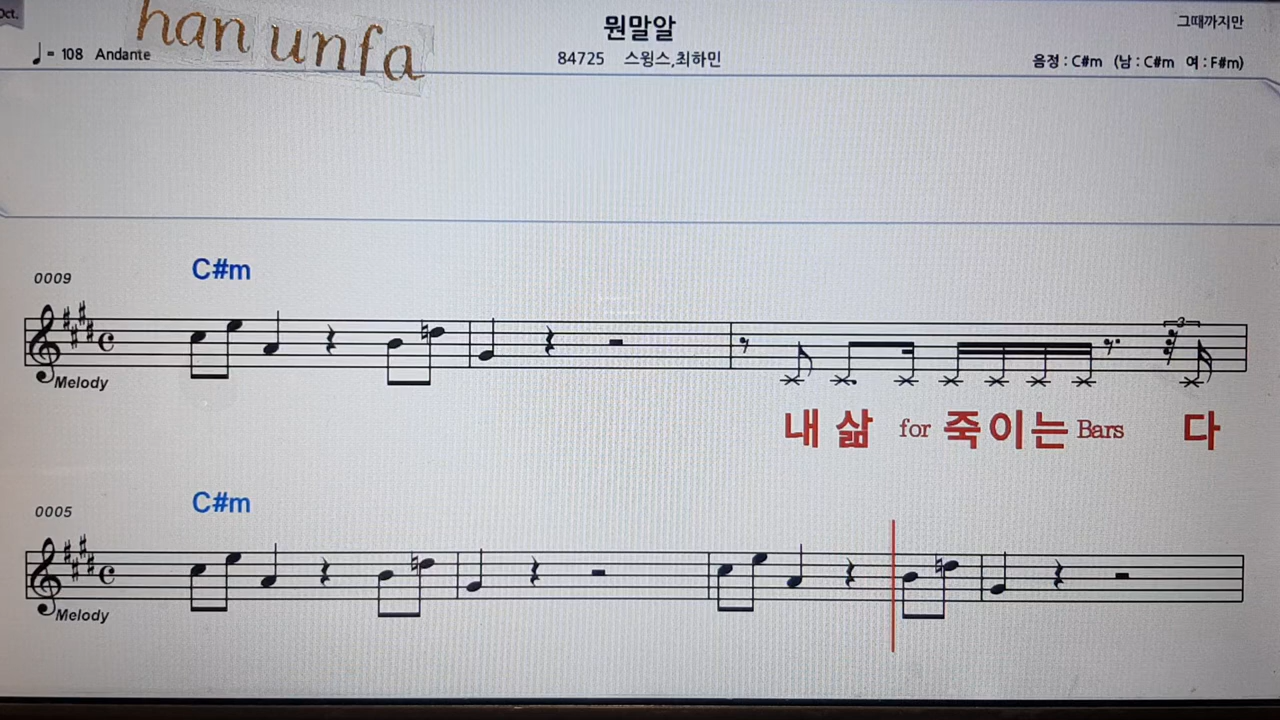 Oct.
han unfa
뭔말알
그때까지만
♩= 108 Andante
84725 스윙스,최하민
음정 : C#m (남 : C#m 여 : F#m)
C#m
0009
3
Melody
내 삶 for 죽이는 Bars 다
C#m
0005
Melody